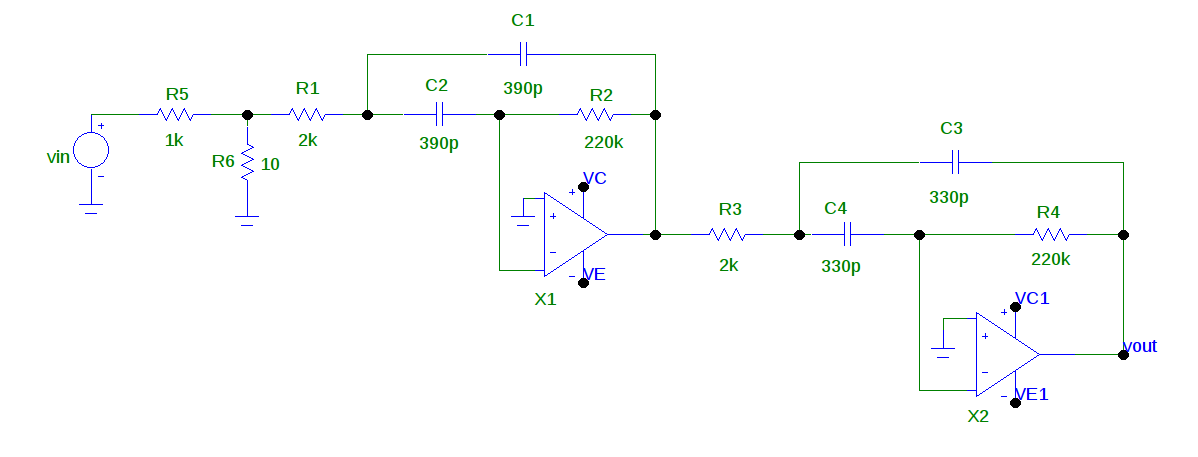 C1
390p
R5
1k
R1
2k
C2
390p
R2
220k
vin
+
-
R6
10
VC
+
+
-
-
VE
X1
R3
2k
C3
330p
C4
330p
R4
220k
VC1
+
+
-
-
VE1
X2
vout